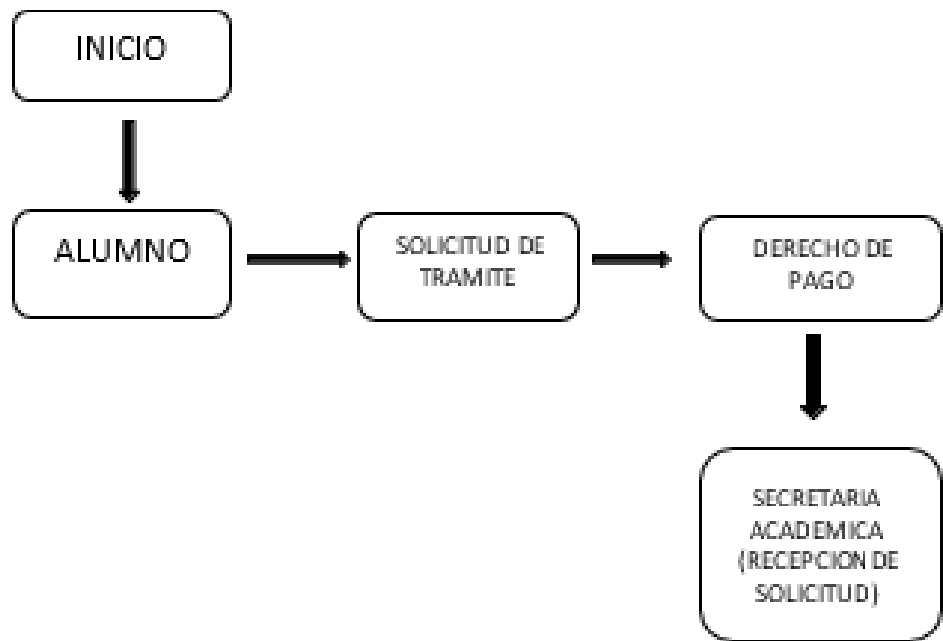 INICIO
ALUMNO
SOLICITUD DE
TRAMITE
DERECHO DE
PAGO
SECRETARIA
ACADEMICA
(RECEPCION DE
SOLICITUD)